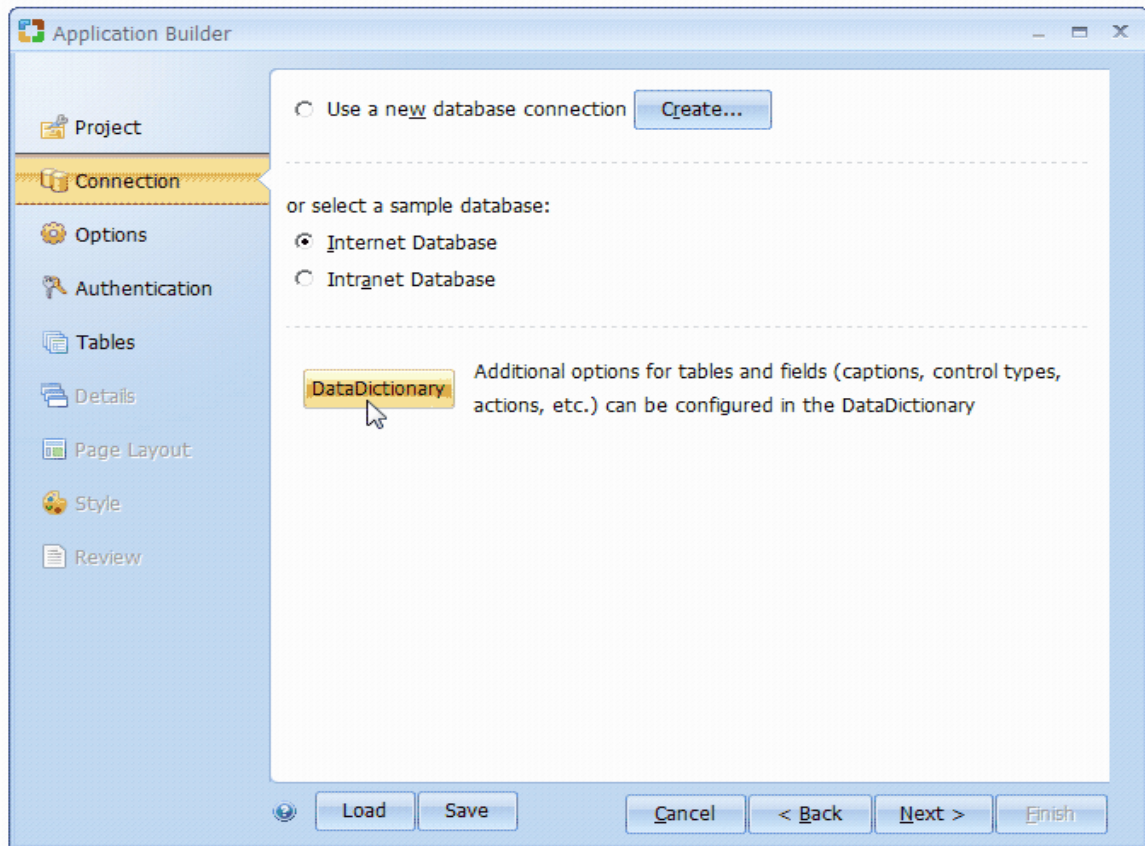 Application Builder
Project
Connection
Options
Authentication
Tables
Details
Page Layout
Style
Review
Use a new database connection Create...
or select a sample database:
Internet Database
Intranet Database
DataDictionary
Additional options for tables and fields (captions, control types,
actions, etc.) can be configured in the DataDictionary
Load Save Cancel < Back Next > Finish